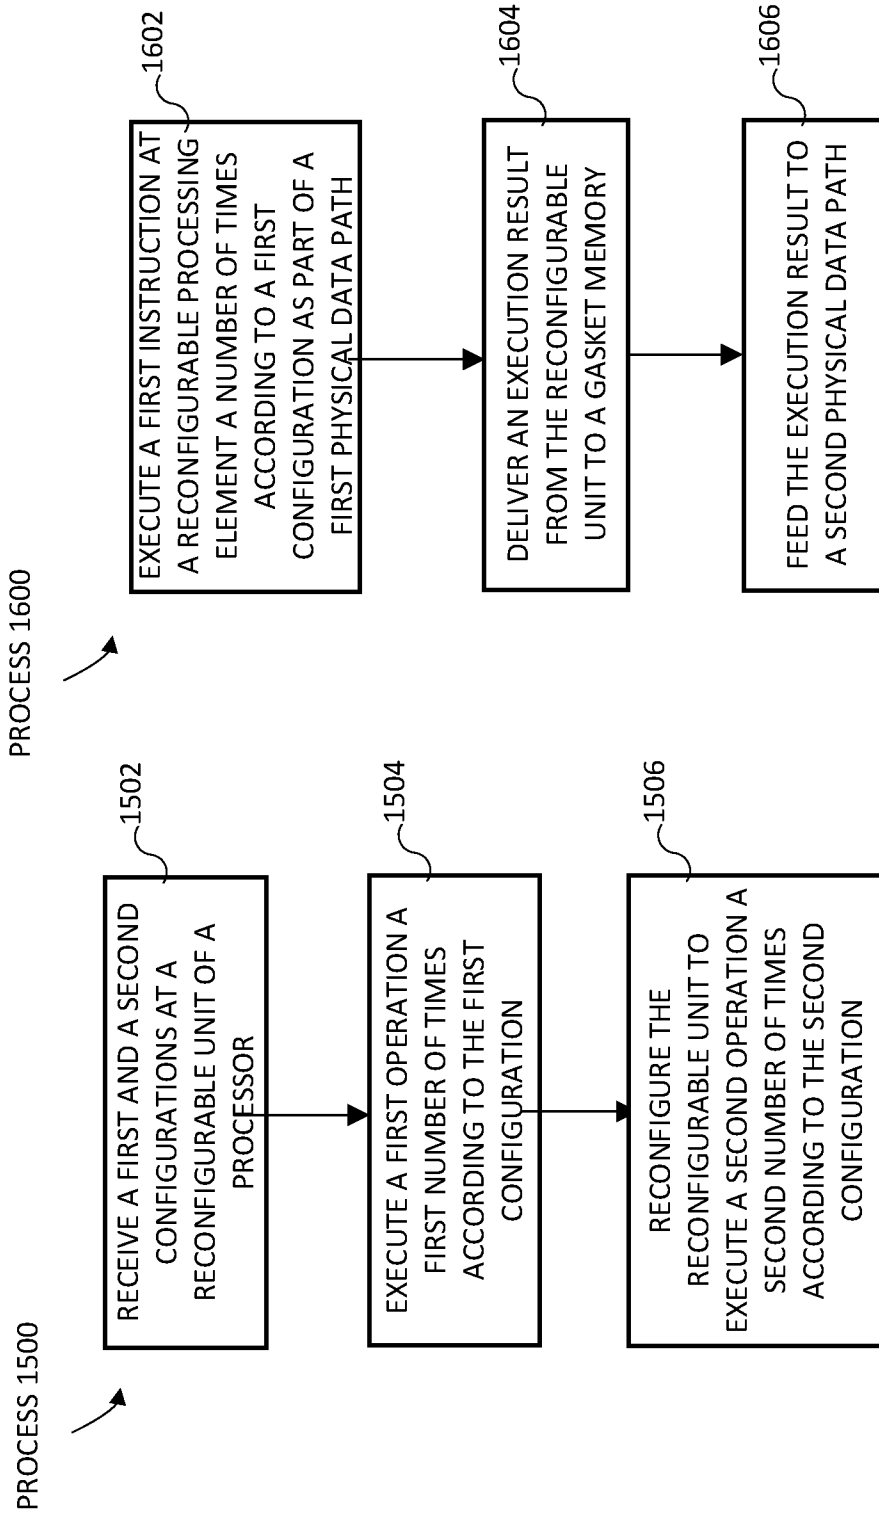 PROCESS 1500
RECEIVE A FIRST AND A SECOND
CONFIGURATIONS AT A
RECONFIGURABLE UNIT OF A
PROCESSOR
1502
EXECUTE A FIRST OPERATION A
FIRST NUMBER OF TIMES
ACCORDING TO THE FIRST
CONFIGURATION
1504
RECONFIGURE THE
RECONFIGURABLE UNIT TO
EXECUTE A SECOND OPERATION A
SECOND NUMBER OF TIMES
ACCORDING TO THE SECOND
CONFIGURATION
1506
PROCESS 1600
EXECUTE A FIRST INSTRUCTION AT
A RECONFIGURABLE PROCESSING
ELEMENT A NUMBER OF TIMES
ACCORDING TO A FIRST
CONFIGURATION AS PART OF A
FIRST PHYSICAL DATA PATH
1602
DELIVER AN EXECUTION RESULT
FROM THE RECONFIGURABLE
UNIT TO A GASKET MEMORY
1604
FEED THE EXECUTION RESULT TO
A SECOND PHYSICAL DATA PATH
1606